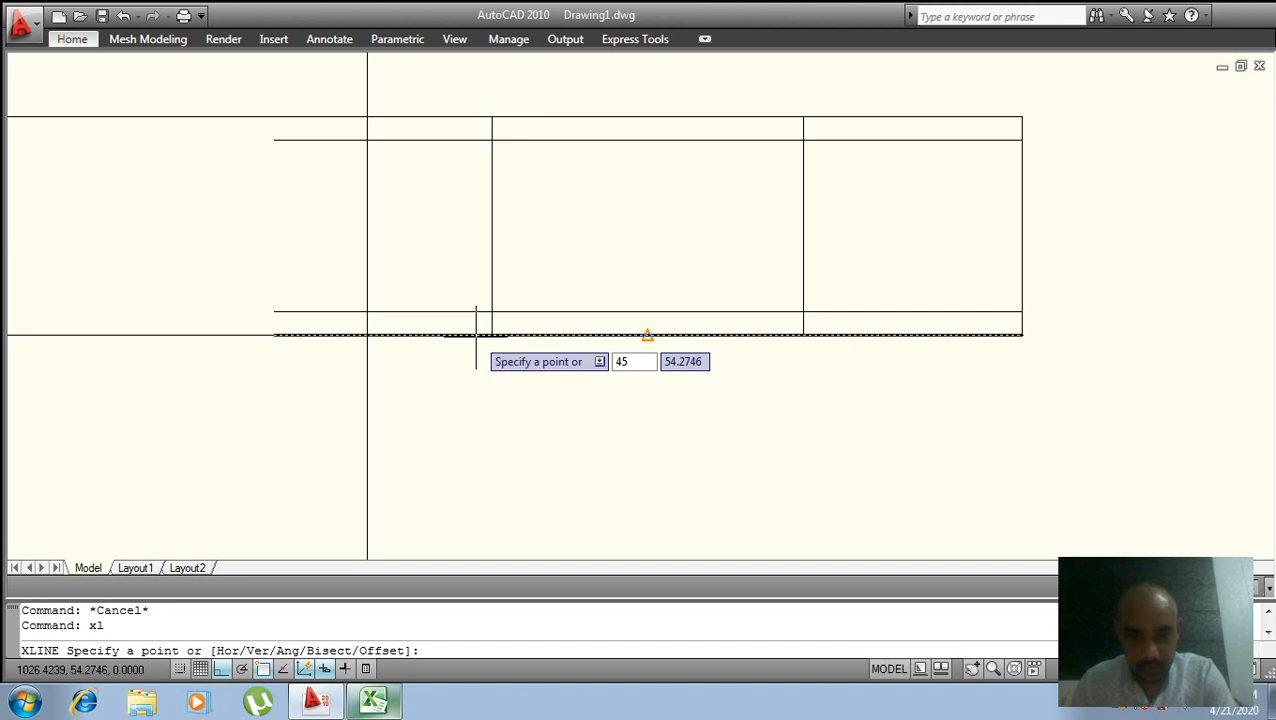 AutoCAD 2010 Drawing1.dwg
Type a keyword or phrase
Home Mesh Modeling Render Insert Annotate Parametric View Manage Output Express Tools
Specify a point or 45 54.2746
Model Layout1 Layout2
Command: *Cancel*
Command: xl
XLINE Specify a point or [Hor/Ver/Ang/Bisect/Offset]:
1026.4239, 54.2746, 0.0000 MODEL
4/21/2020